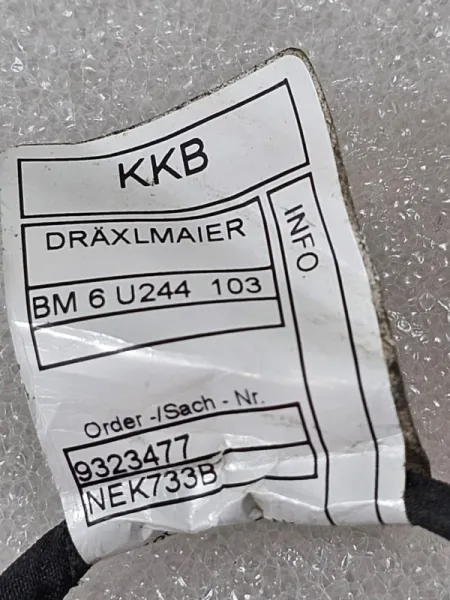 KKB
INFO
DRÄXLMAIER
BM 6 U244 103
Order -/Sach - Nr.
9323477
NEK733B